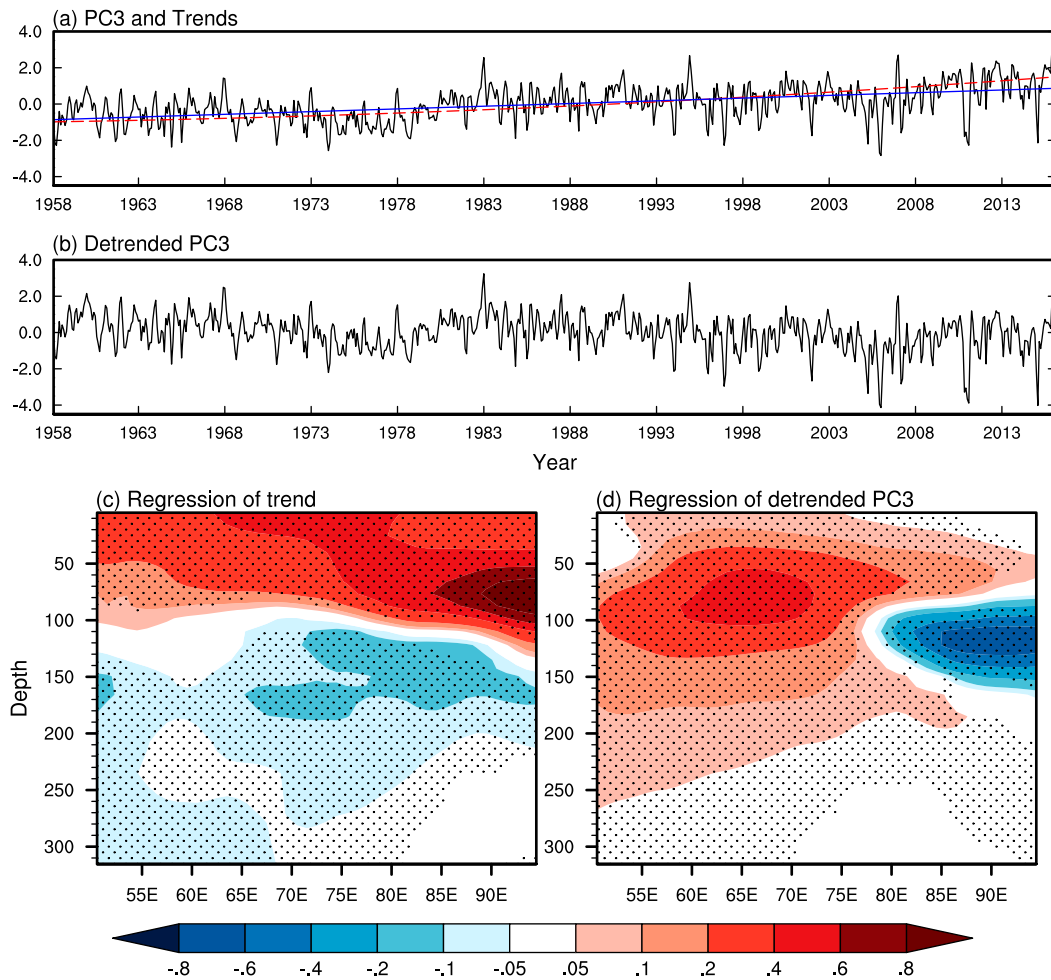 (a) PC3 and Trends
4.0
2.0
0.0
-2.0
-4.0
1958 1963 1968 1973 1978 1983 1988 1993 1998 2003 2008 2013
(b) Detrended PC3
4.0
2.0
0.0
-2.0
-4.0
1958 1963 1968 1973 1978 1983 1988 1993 1998 2003 2008 2013
Year
(c) Regression of trend
Depth
50
100
150
200
250
300
55E 60E 65E 70E 75E 80E 85E 90E
(d) Regression of detrended PC3
50
100
150
200
250
300
55E 60E 65E 70E 75E 80E 85E 90E
-.8 -.6 -.4 -.2 -.1 -.05 .05 .1 .2 .4 .6 .8